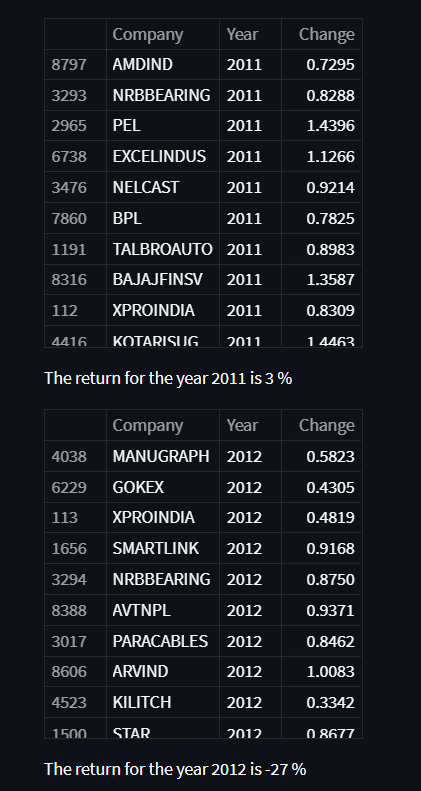 Company Year Change
8797 AMDIND 2011 0.7295
3293 NRBBEARING 2011 0.8288
2965 PEL 2011 1.4396
6738 EXCELINDUS 2011 1.1266
3476 NELCAST 2011 0.9214
7860 BPL 2011 0.7825
1191 TALBROAUTO 2011 0.8983
8316 BAJAJFINSV 2011 1.3587
112 XPROINDIA 2011 0.8309
4416 KOTARISUG 2011 1.4463
The return for the year 2011 is 3 %
Company Year Change
4038 MANUGRAPH 2012 0.5823
6229 GOKEX 2012 0.4305
113 XPROINDIA 2012 0.4819
1656 SMARTLINK 2012 0.9168
3294 NRBBEARING 2012 0.8750
8388 AVTNPL 2012 0.9371
3017 PARACABLES 2012 0.8462
8606 ARVIND 2012 1.0083
4523 KILITCH 2012 0.3342
1500 STAR 2012 0.8677
The return for the year 2012 is -27 %